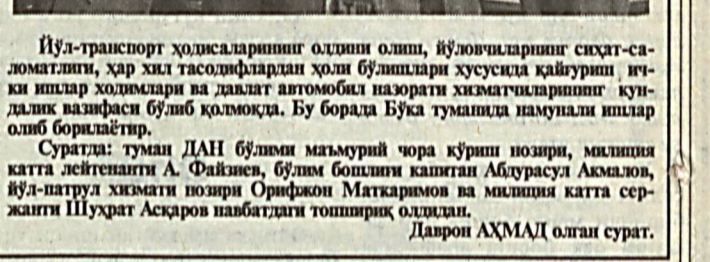 Йўл-транспорт ҳодисаларининг олдини олиш, йўловчиларнинг сиҳат-са-
ломатлиги, ҳар хил тасодифлардан ҳоли бўлишлари хусусида қайғуриш ич-
ки ишлар ходимлари ва давлат автомобил назорати хизматчиларининг кун-
далик вазифаси бўлиб қолмоқда. Бу борада Бўка туманида намунали ишлар
олиб борилаётир.
Суратда: туман ДАН бўлими маъмурий чора кўриш нозири, милиция
катта лейтенанти А. Файзиев, бўлим бошлиғи капитан Абдурасул Акмалов,
йўл-патрул хизмати нозири Орифжон Маткаримов ва милиция катта сер-
жанти Шуҳрат Асқаров навбатдаги топшириқ олдидан.
Даврон АҲМАД олган сурат.